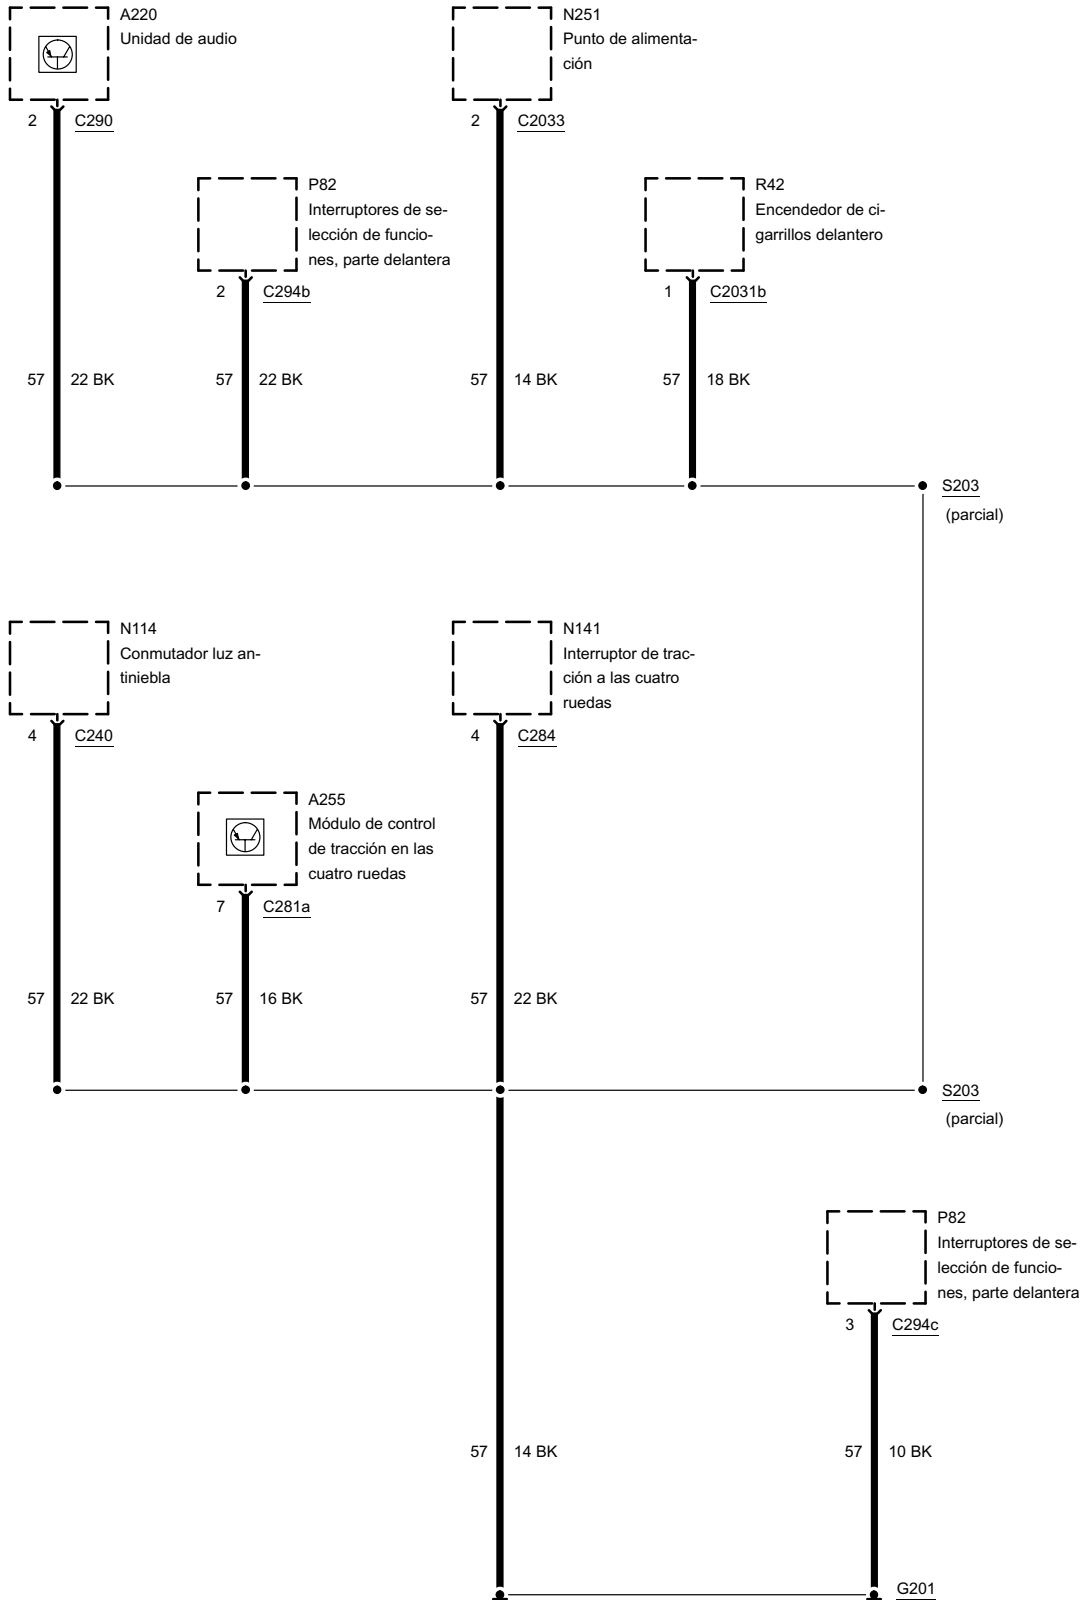 A220
Unidad de audio
2 C290
N251
Punto de alimenta-
ción
2 C2033
P82
Interruptores de se-
lección de funcio-
nes, parte delantera
2 C294b
R42
Encendedor de ci-
garrillos delantero
1 C2031b
57 22 BK
57 22 BK
57 14 BK
57 18 BK
S203
(parcial)
N114
Conmutador luz an-
tiniebla
4 C240
N141
Interruptor de trac-
ción a las cuatro
ruedas
4 C284
A255
Módulo de control
de tracción en las
cuatro ruedas
7 C281a
57 22 BK
57 16 BK
57 22 BK
S203
(parcial)
P82
Interruptores de se-
lección de funcio-
nes, parte delantera
3 C294c
57 14 BK
57 10 BK
G201